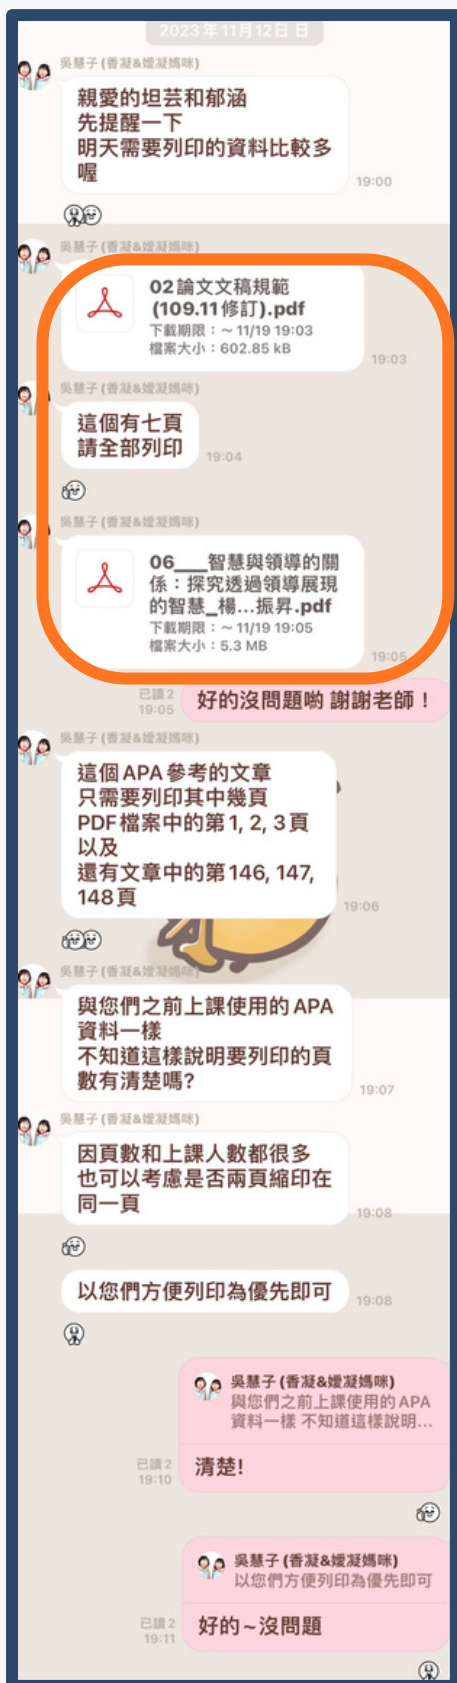 2023年11月12日 日
吳慧子 (香凝&嬡凝媽咪)
親愛的坦芸和郁涵
先提醒一下
明天需要列印的資料比較多
喔
19:00
吳慧子 (香凝&嬡凝媽咪)
02論文文稿規範
(109.11修訂).pdf
下載期限：~ 11/19 19:03
檔案大小：602.85 kB
19:03
吳慧子 (香凝&嬡凝媽咪)
這個有七頁
請全部列印
19:04
吳慧子 (香凝&嬡凝媽咪)
06___智慧與領導的關
係：探究透過領導展現
的智慧_楊...振昇.pdf
下載期限：~ 11/19 19:05
檔案大小：5.3 MB
19:05
已讀 2
19:05
好的沒問題喲 謝謝老師！
吳慧子 (香凝&嬡凝媽咪)
這個APA參考的文章
只需要列印其中幾頁
PDF檔案中的第1, 2, 3頁
以及
還有文章中的第146, 147,
148頁
19:06
吳慧子 (香凝&嬡凝媽咪)
與您們之前上課使用的APA
資料一樣
不知道這樣說明要列印的頁
數有清楚嗎?
19:07
吳慧子 (香凝&嬡凝媽咪)
因頁數和上課人數都很多
也可以考慮是否兩頁縮印在
同一頁
19:08
以您們方便列印為優先即可
19:08
吳慧子 (香凝&嬡凝媽咪)
與您們之前上課使用的APA
資料一樣 不知道這樣說明...
已讀 2
19:10
清楚!
吳慧子 (香凝&嬡凝媽咪)
以您們方便列印為優先即可
已讀 2
19:11
好的~沒問題